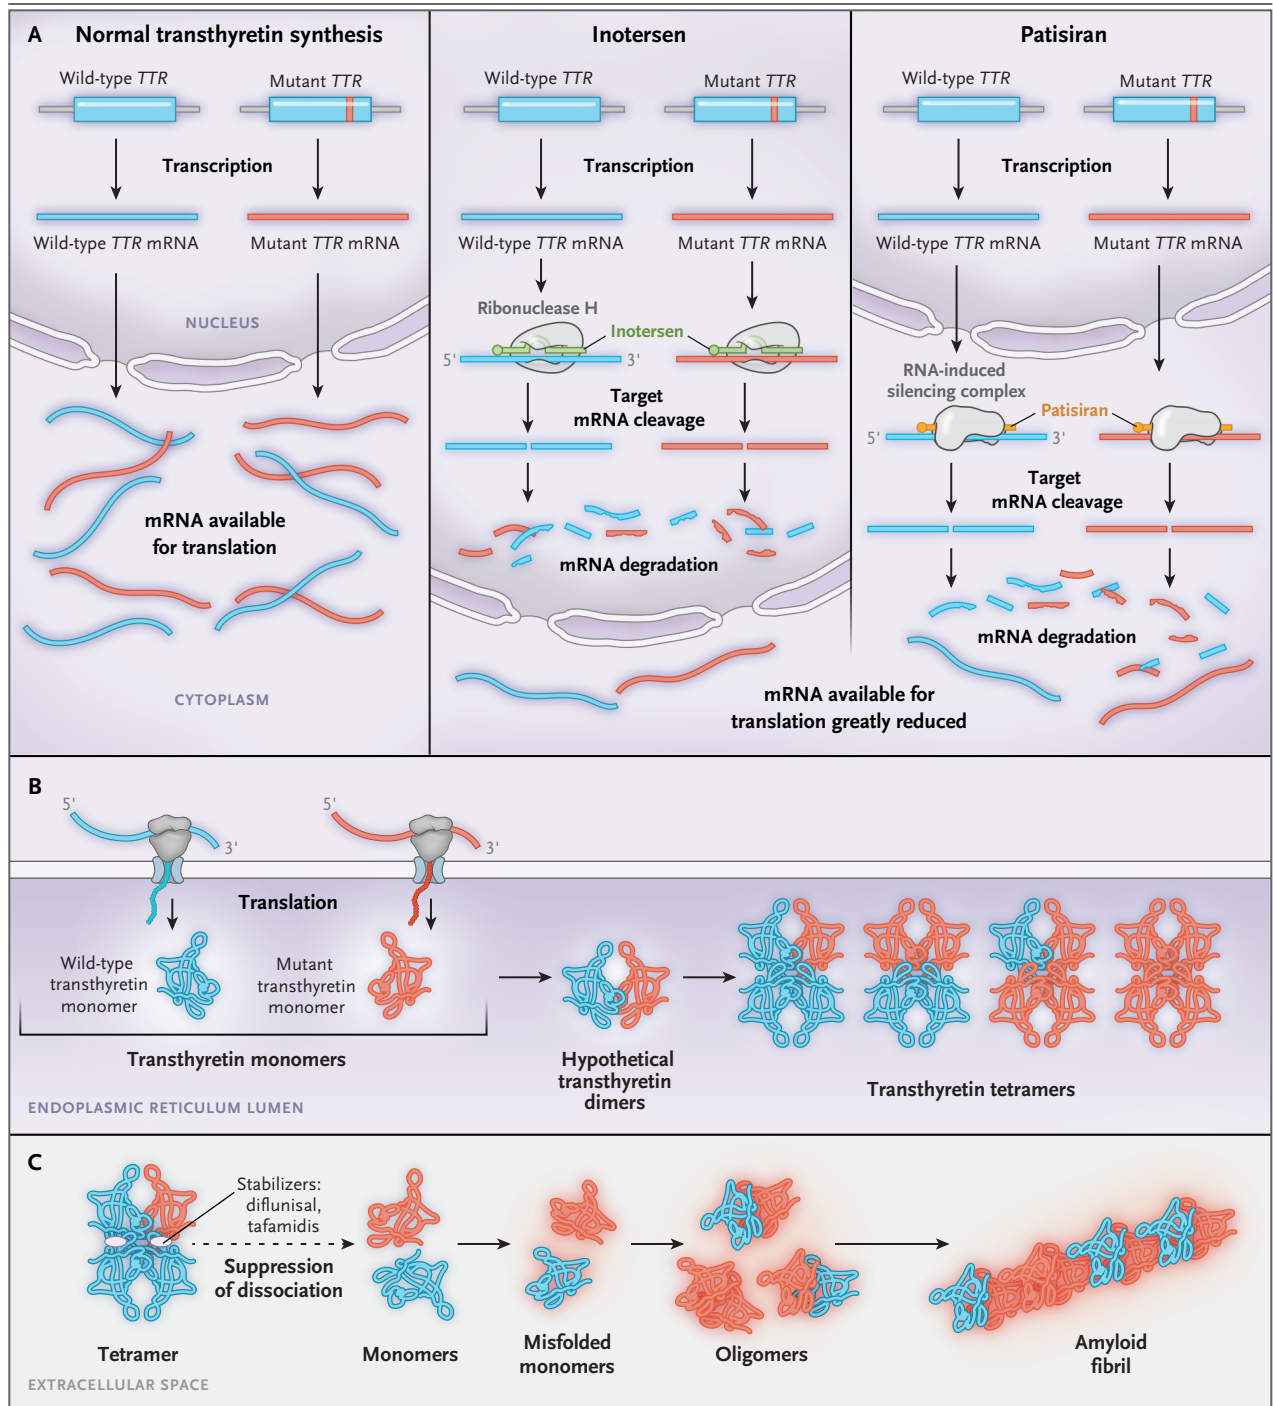 A
Normal transthyretin synthesis
Wild-type TTR
Mutant TTR
Transcription
Wild-type TTR mRNA
Mutant TTR mRNA
NUCLEUS
mRNA available
for translation
CYTOPLASM
Inotersen
Wild-type TTR
Mutant TTR
Transcription
Wild-type TTR mRNA
Mutant TTR mRNA
Ribonuclease H
Inotersen
5'
3'
Target
mRNA cleavage
mRNA degradation
Patisiran
Wild-type TTR
Mutant TTR
Transcription
Wild-type TTR mRNA
Mutant TTR mRNA
RNA-induced
silencing complex
Patisiran
5'
3'
Target
mRNA cleavage
mRNA degradation
mRNA available for
translation greatly reduced
B
5'
3'
5'
3'
Translation
Wild-type
transthyretin
monomer
Mutant
transthyretin
monomer
Transthyretin monomers
Hypothetical
transthyretin
dimers
Transthyretin tetramers
ENDOPLASMIC RETICULUM LUMEN
C
Stabilizers:
diflunisal,
tafamidis
Suppression
of dissociation
Tetramer
Monomers
Misfolded
monomers
Oligomers
Amyloid
fibril
EXTRACELLULAR SPACE